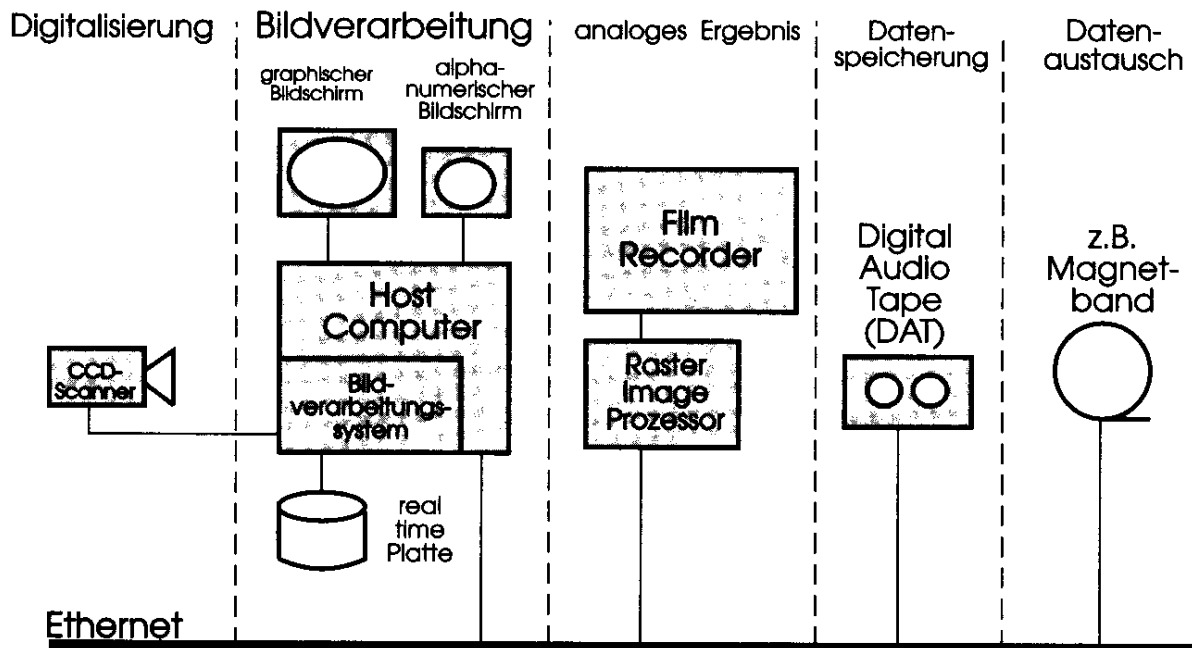 Digitalisierung
Bildverarbeitung
analoges Ergebnis
Daten-
speicherung
Daten-
austausch
graphischer
Bildschirm
alpha-
numerischer
Bildschirm
Host
Computer
Bild-
verarbeitungs-
system
CCD-
Scanner
real
time
Platte
Film
Recorder
Raster
Image
Prozessor
Digital
Audio
Tape
(DAT)
z.B.
Magnet-
band
Ethernet